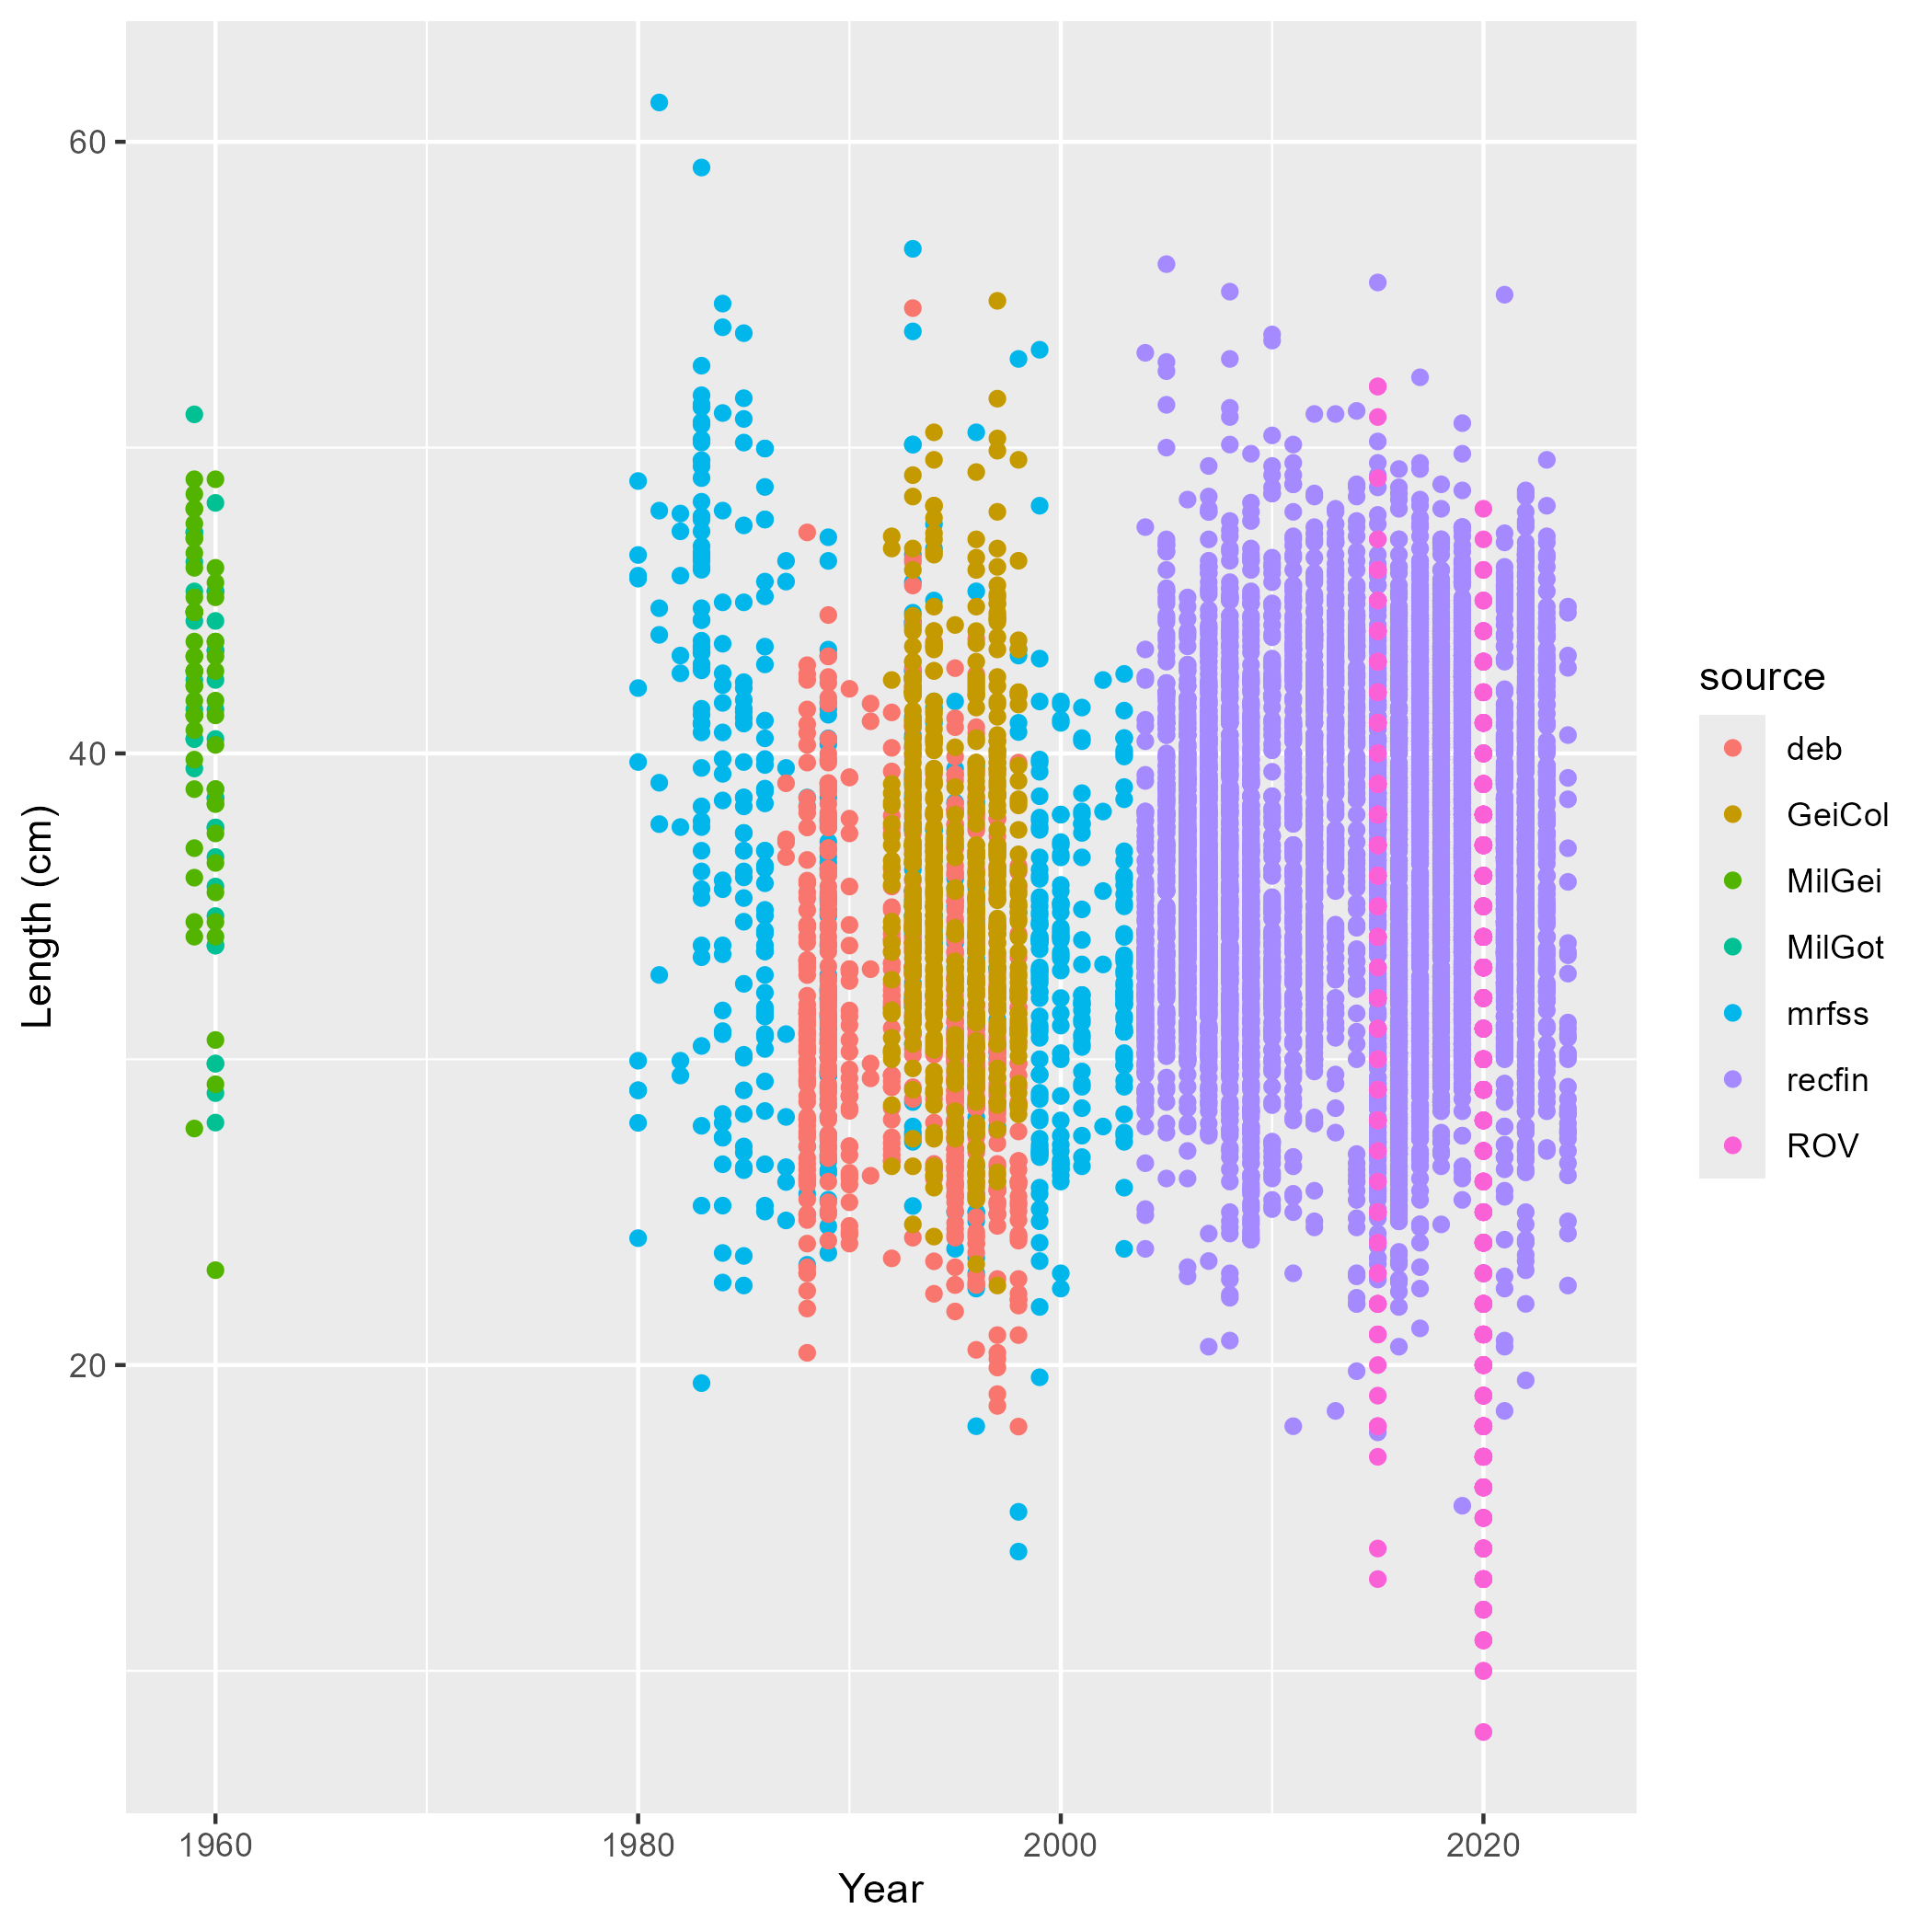 60
40
20
Length (cm)
1960
1980
2000
2020
Year
source
deb
GeiCol
MilGei
MilGot
mrfss
recfin
ROV